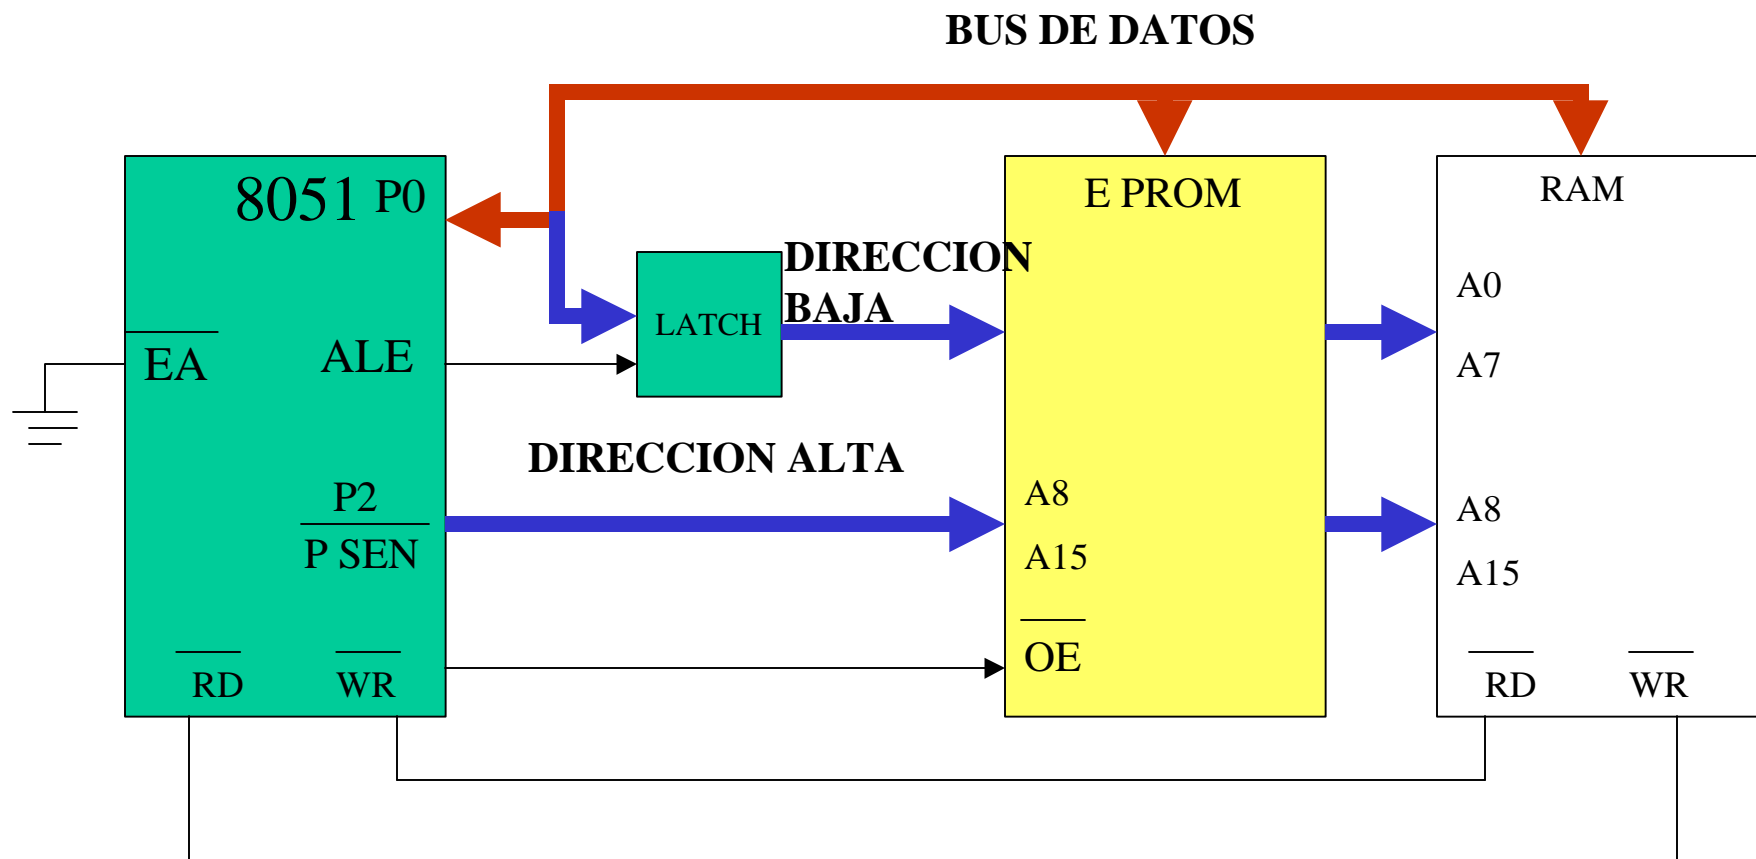 BUS DE DATOS
8051 P0
E PROM
RAM
DIRECCION
BAJA
LATCH
A0
A7
EA
ALE
DIRECCION ALTA
P2
P SEN
A8
A15
A8
A15
OE
RD
WR
RD
WR